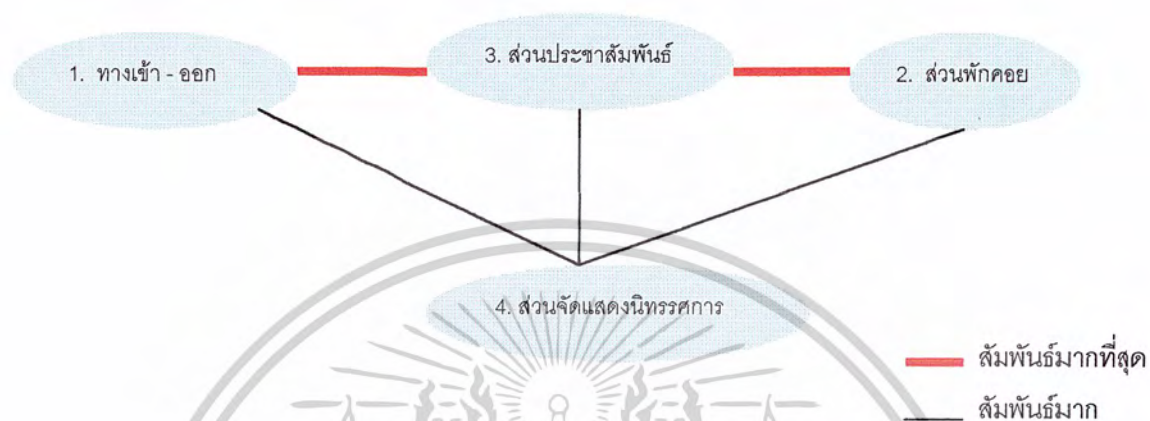 1. ทางเข้า - ออก
3. ส่วนประชาสัมพันธ์
2. ส่วนพักคอย
4. ส่วนจัดแสดงนิทรรศการ
สัมพันธ์มากที่สุด
สัมพันธ์มาก